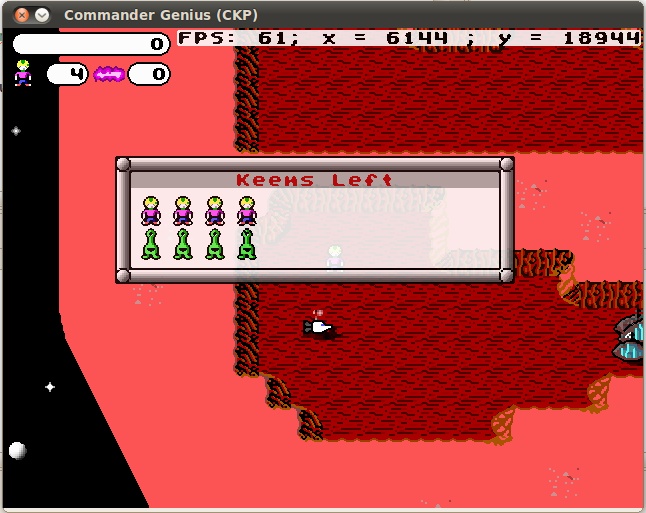 Commander Genius (CKP)
0
FPS: 61; x = 6144 ; y = 18944
4 0
Keens Left